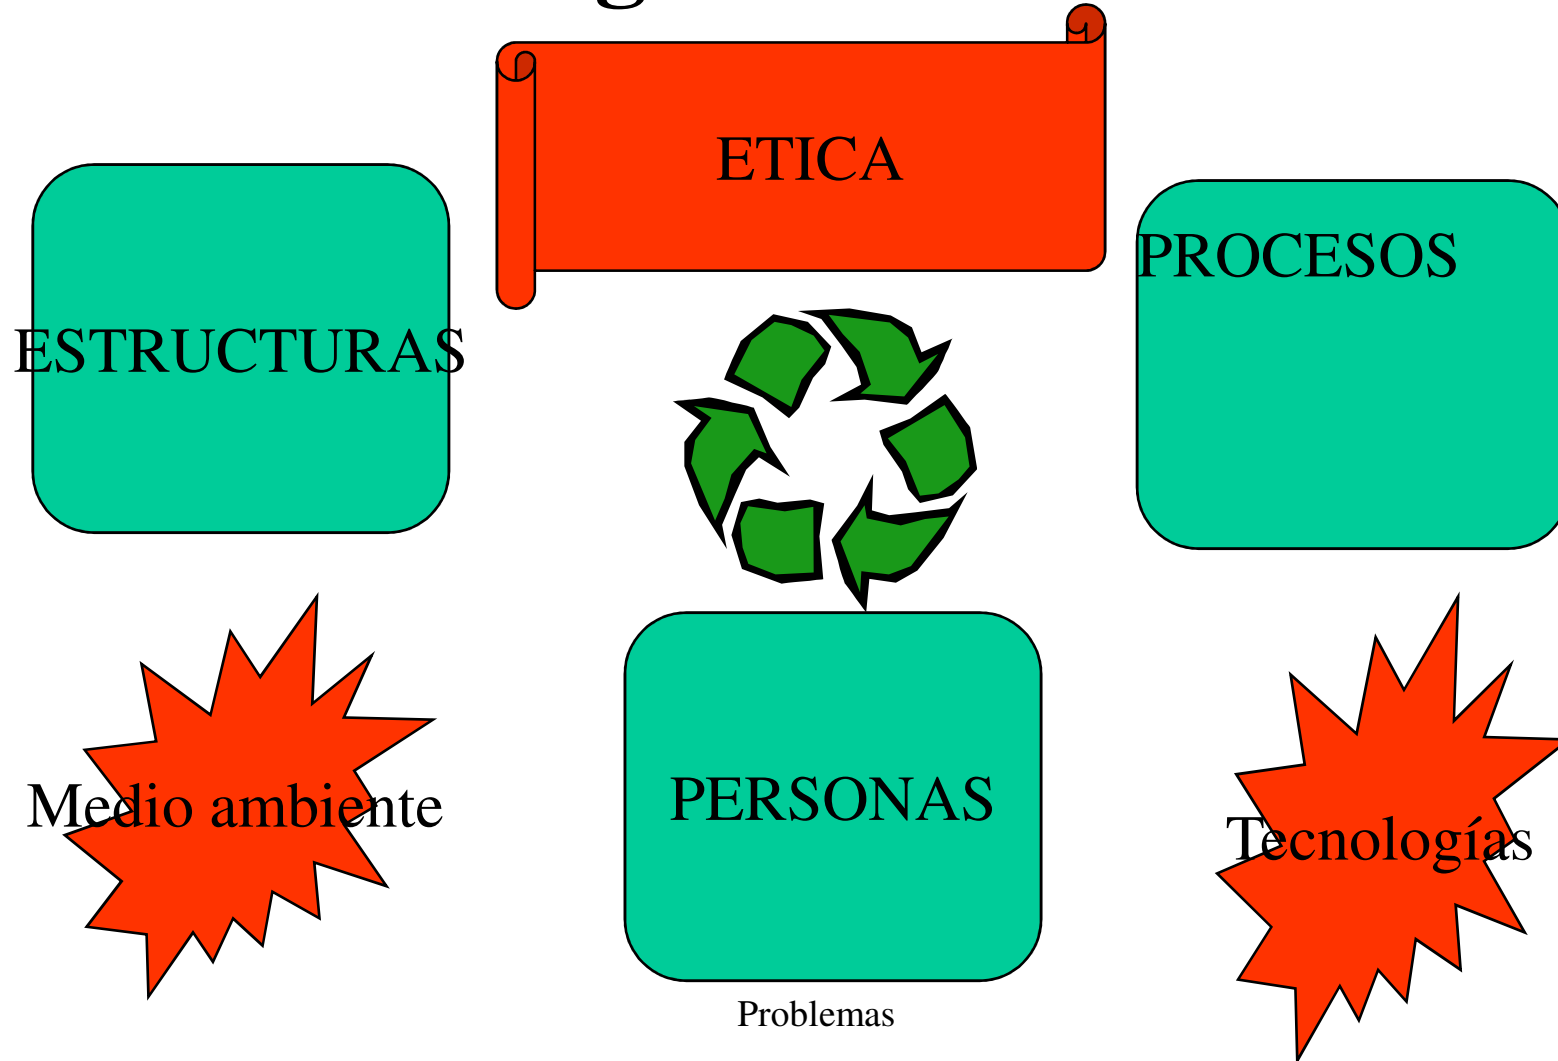 ETICA
PROCESOS
ESTRUCTURAS
Medio ambiente
PERSONAS
Tecnologías
Problemas